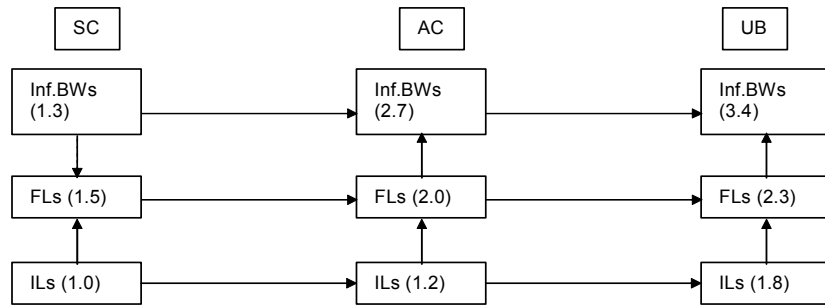 SC
AC
UB
Inf.BWs
(1.3)
Inf.BWs
(2.7)
Inf.BWs
(3.4)
FLs (1.5)
FLs (2.0)
FLs (2.3)
ILs (1.0)
ILs (1.2)
ILs (1.8)